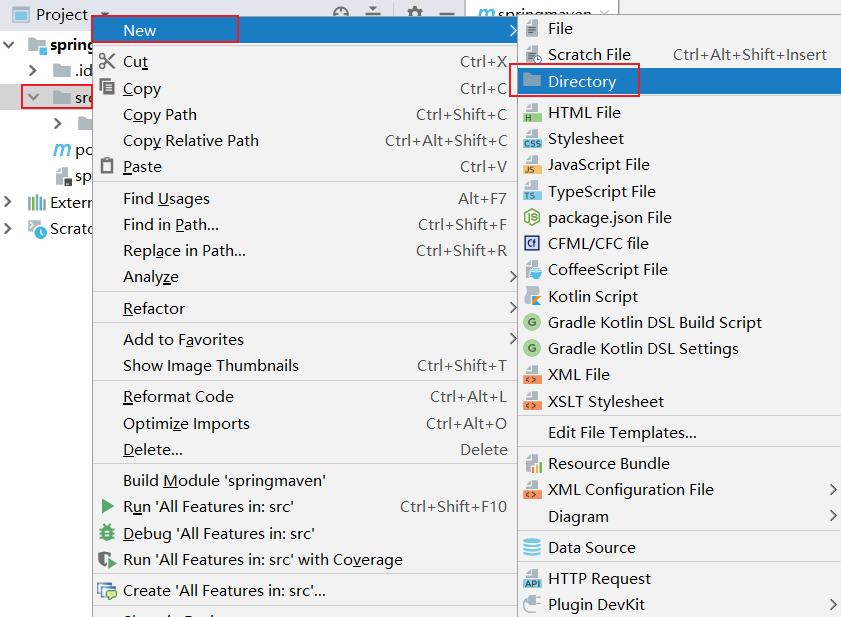 Project
springmaven
spring
.id
src
po
sp
Extern
Scratc
New
Cut Ctrl+X
Copy Ctrl+C
Copy Path Ctrl+Shift+C
Copy Relative Path Ctrl+Alt+Shift+C
Paste Ctrl+V
Find Usages Alt+F7
Find in Path... Ctrl+Shift+F
Replace in Path... Ctrl+Shift+R
Analyze
Refactor
Add to Favorites
Show Image Thumbnails Ctrl+Shift+T
Reformat Code Ctrl+Alt+L
Optimize Imports Ctrl+Alt+O
Delete... Delete
Build Module 'springmaven'
Run 'All Features in: src' Ctrl+Shift+F10
Debug 'All Features in: src'
Run 'All Features in: src' with Coverage
Create 'All Features in: src'...
File
Scratch File Ctrl+Alt+Shift+Insert
Directory
HTML File
Stylesheet
JavaScript File
TypeScript File
package.json File
CFML/CFC file
CoffeeScript File
Kotlin Script
Gradle Kotlin DSL Build Script
Gradle Kotlin DSL Settings
XML File
XSLT Stylesheet
Edit File Templates...
Resource Bundle
XML Configuration File
Diagram
Data Source
HTTP Request
Plugin DevKit